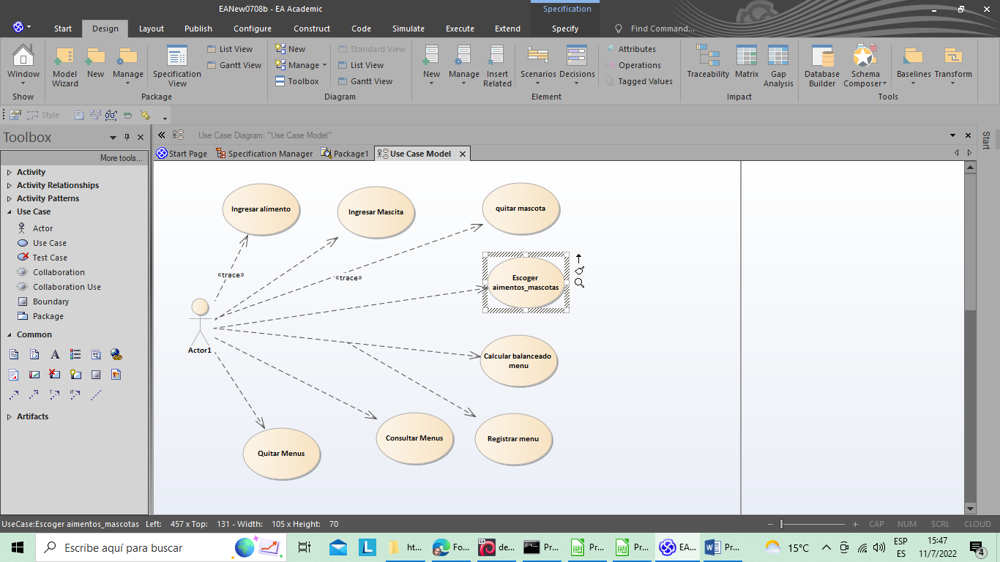 EANew0708b - EA Academic
Specification
Start
Design
Layout
Publish
Configure
Construct
Code
Simulate
Execute
Extend
Specify
Find Command...
Window
Show
Model Wizard
New
Manage
Specification View
List View
Gantt View
Package
New
Manage
Toolbox
Standard View
List View
Gantt View
Diagram
New
Manage
Insert Related
Scenarios
Decisions
Attributes
Operations
Tagged Values
Element
Traceability
Matrix
Gap Analysis
Impact
Database Builder
Schema Composer
Baselines
Transform
Tools
Style
Toolbox
More tools...
Activity
Activity Relationships
Activity Patterns
Use Case
Actor
Use Case
Test Case
Collaboration
Collaboration Use
Boundary
Package
Common
Artifacts
Use Case Diagram: "Use Case Model"
Start Page
Specification Manager
Package1
Use Case Model
Start
Ingresar alimento
Ingresar Mascita
quitar mascota
«trace»
«trace»
Escoger
aimentos_mascotas
Actor1
Calcular balanceado
menu
Consultar Menus
Registrar menu
Quitar Menus
UseCase:Escoger aimentos_mascotas Left: 457 x Top: 131 - Width: 105 x Height: 70
CAP NUM SCRL CLOUD
Escribe aquí para buscar
ht...
Fo...
de...
Pr...
Pr...
Pr...
EA...
Pr...
15°C
ESP
ES
15:47
11/7/2022
4